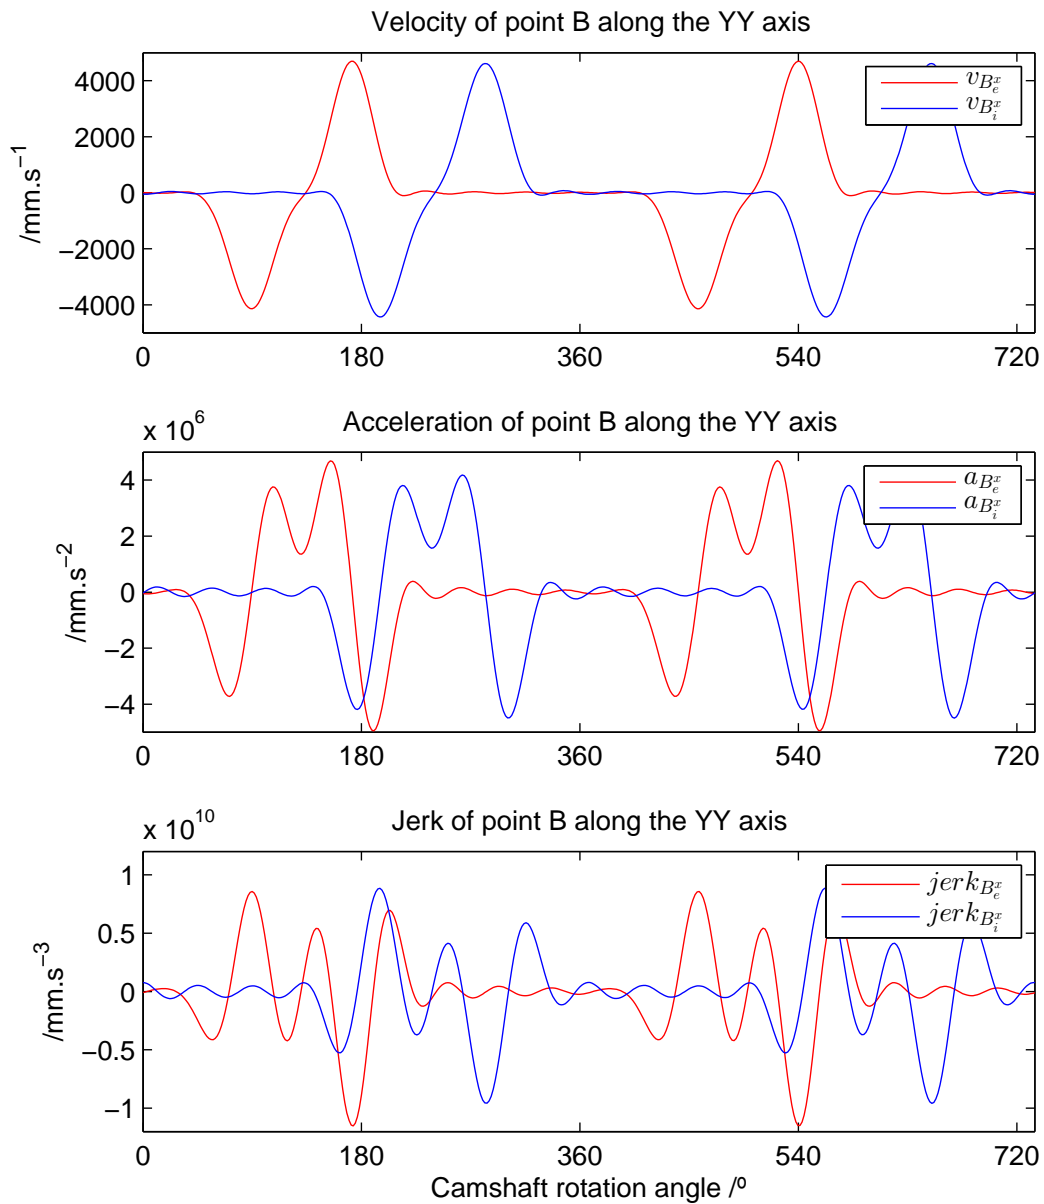 Velocity of point B along the YY axis
/mm.s⁻¹
4000
2000
0
−2000
−4000
v_{B_e^x}
v_{B_i^x}
0 180 360 540 720
x 10⁶
Acceleration of point B along the YY axis
/mm.s⁻²
4
2
0
−2
−4
a_{B_e^x}
a_{B_i^x}
0 180 360 540 720
x 10¹⁰
Jerk of point B along the YY axis
/mm.s⁻³
1
0.5
0
−0.5
−1
jerk_{B_e^x}
jerk_{B_i^x}
0 180 360 540 720
Camshaft rotation angle /º